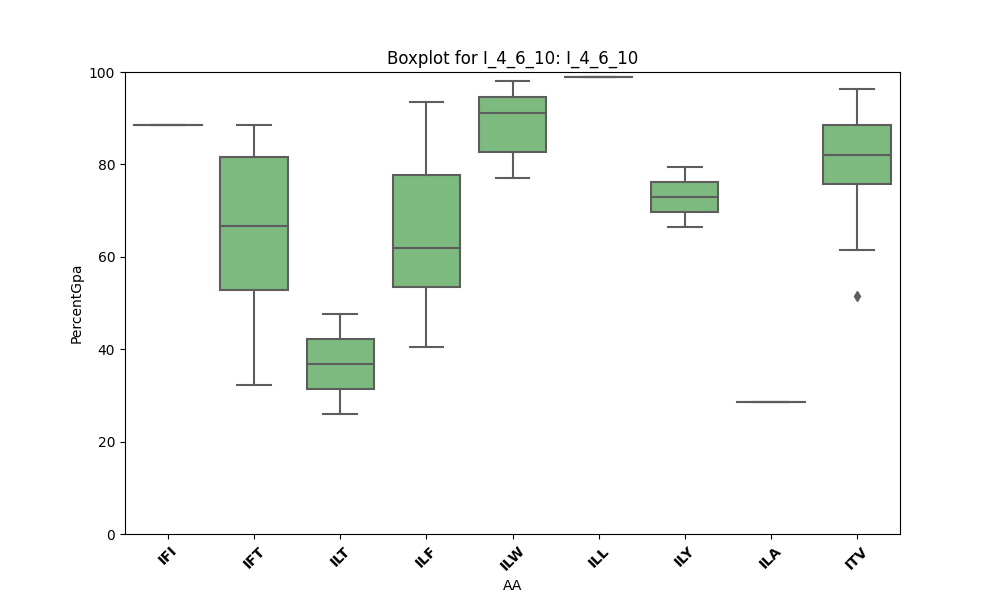 Boxplot for I_4_6_10: I_4_6_10
PercentGpa
100
80
60
40
20
0
IFI
IFT
ILT
ILF
ILW
ILL
ILY
ILA
ITV
AA